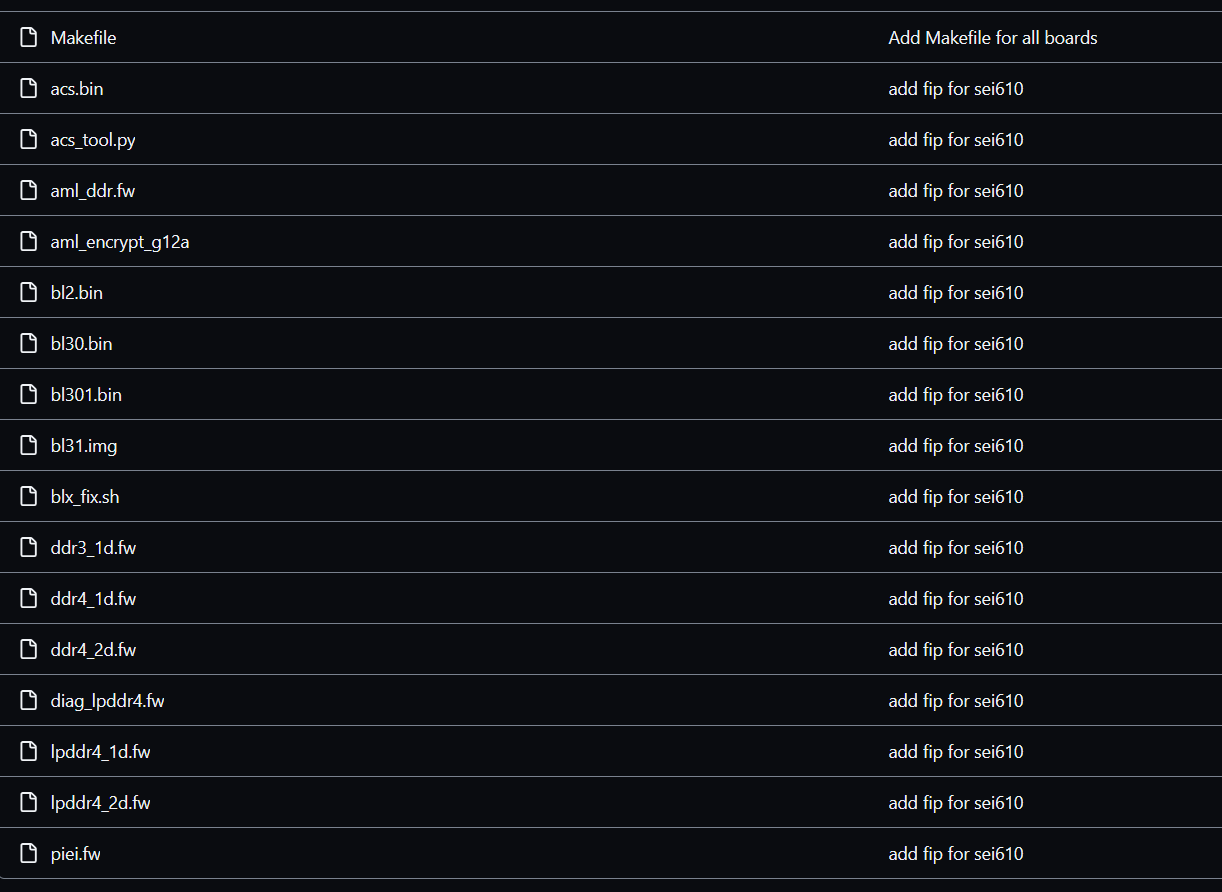 Makefile Add Makefile for all boards
acs.bin add fip for sei610
acs_tool.py add fip for sei610
aml_ddr.fw add fip for sei610
aml_encrypt_g12a add fip for sei610
bl2.bin add fip for sei610
bl30.bin add fip for sei610
bl301.bin add fip for sei610
bl31.img add fip for sei610
blx_fix.sh add fip for sei610
ddr3_1d.fw add fip for sei610
ddr4_1d.fw add fip for sei610
ddr4_2d.fw add fip for sei610
diag_lpddr4.fw add fip for sei610
lpddr4_1d.fw add fip for sei610
lpddr4_2d.fw add fip for sei610
piei.fw add fip for sei610